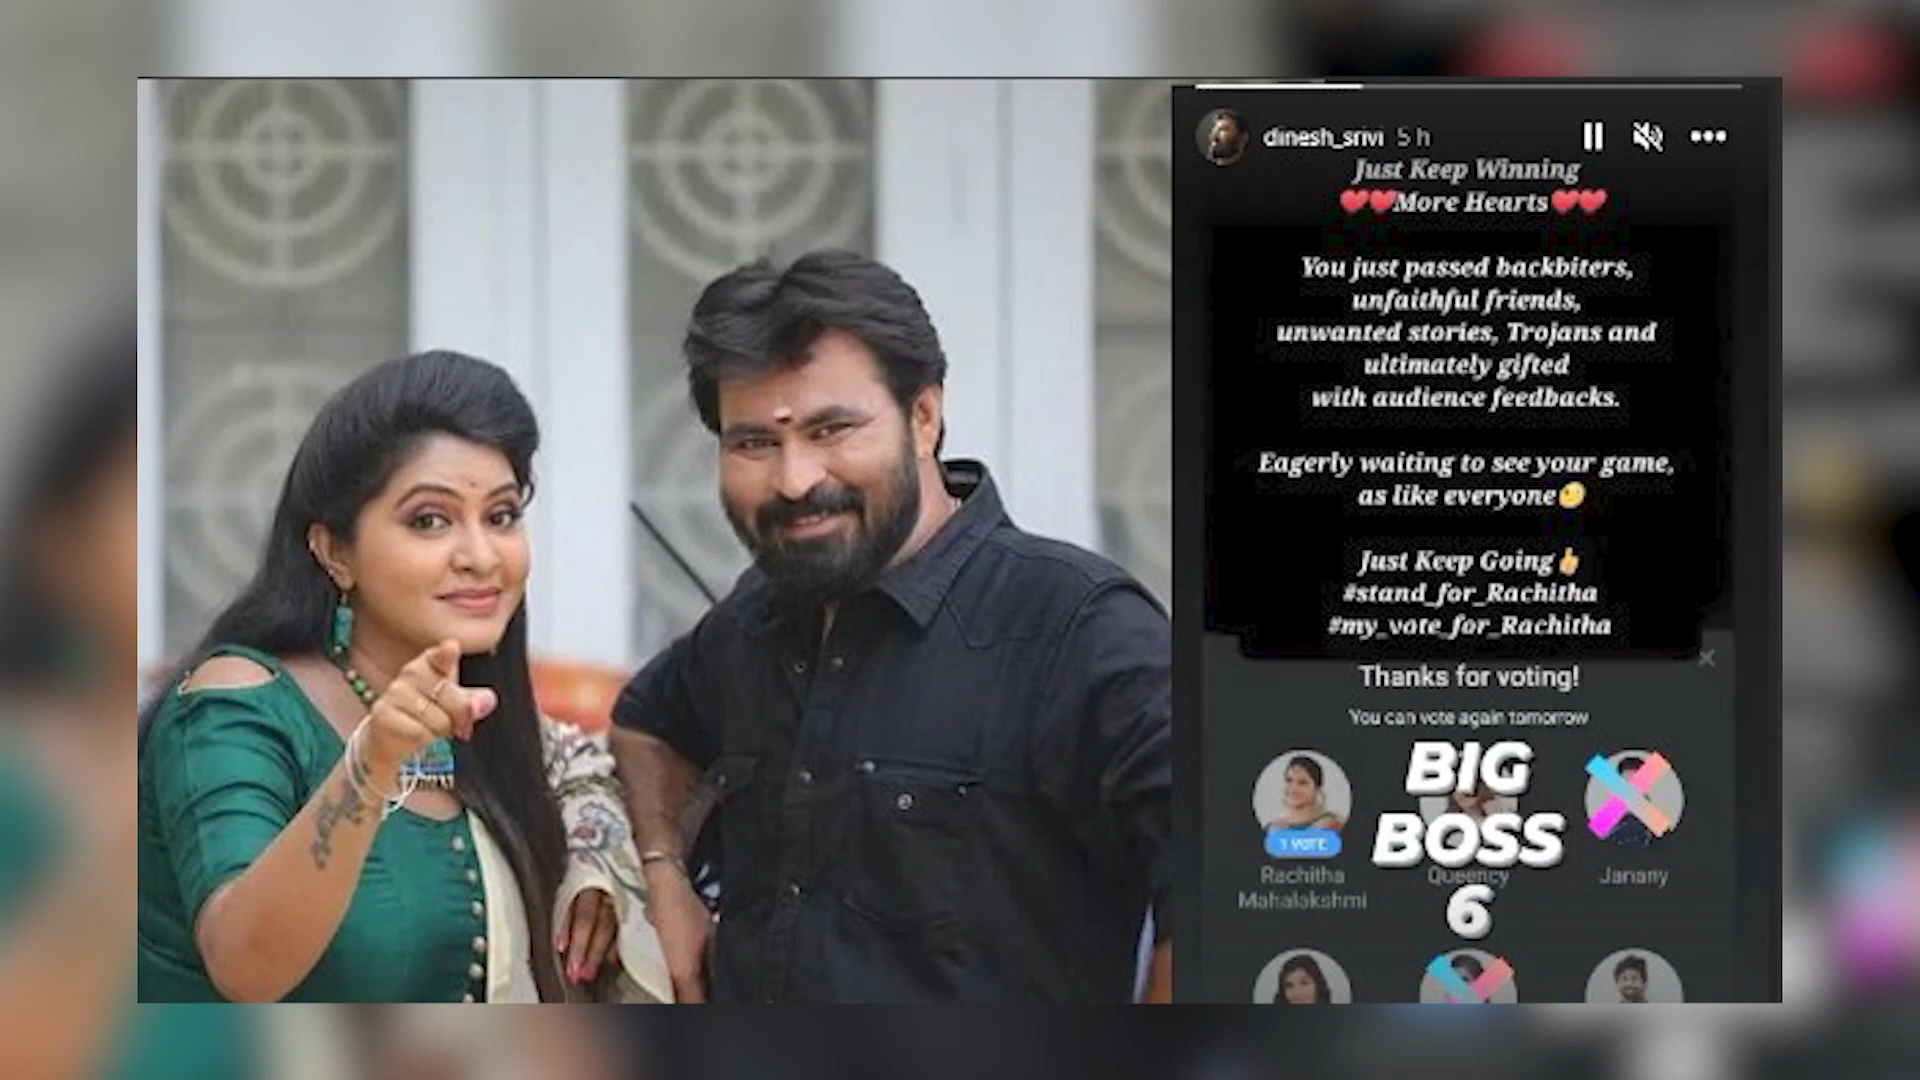 dinesh_srivi 5 h
Just Keep Winning
❤❤More Hearts❤❤
You just passed backbiters,
unfaithful friends,
unwanted stories, Trojans and
ultimately gifted
with audience feedbacks.
Eagerly waiting to see your game,
as like everyone
Just Keep Going
#stand_for_Rachitha
#my_vote_for_Rachitha
Thanks for voting!
You can vote again tomorrow
BIG
BOSS
6
1 VOTE
Rachitha
Mahalakshmi
Queency
Janany